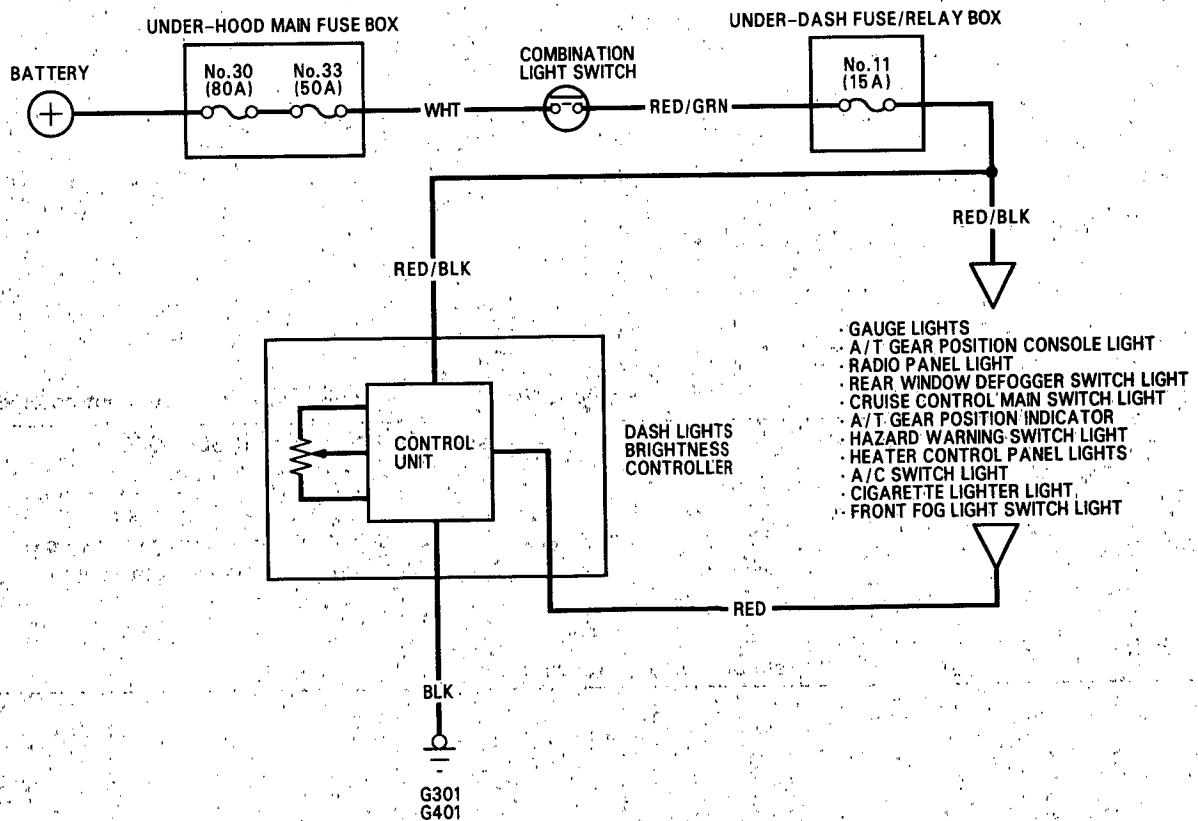 UNDER-HOOD MAIN FUSE BOX
UNDER-DASH FUSE/RELAY BOX
BATTERY
No.30
(80A)
No.33
(50A)
COMBINATION
LIGHT SWITCH
No.11
(15A)
WHT
RED/GRN
RED/BLK
RED/BLK
· GAUGE LIGHTS
· A/T GEAR POSITION CONSOLE LIGHT
· RADIO PANEL LIGHT
· REAR WINDOW DEFOGGER SWITCH LIGHT
· CRUISE CONTROL MAIN SWITCH LIGHT
· A/T GEAR POSITION INDICATOR
· HAZARD WARNING SWITCH LIGHT
· HEATER CONTROL PANEL LIGHTS
· A/C SWITCH LIGHT
· CIGARETTE LIGHTER LIGHT
· FRONT FOG LIGHT SWITCH LIGHT
CONTROL
UNIT
DASH LIGHTS
BRIGHTNESS
CONTROLLER
RED
BLK
G301
G401